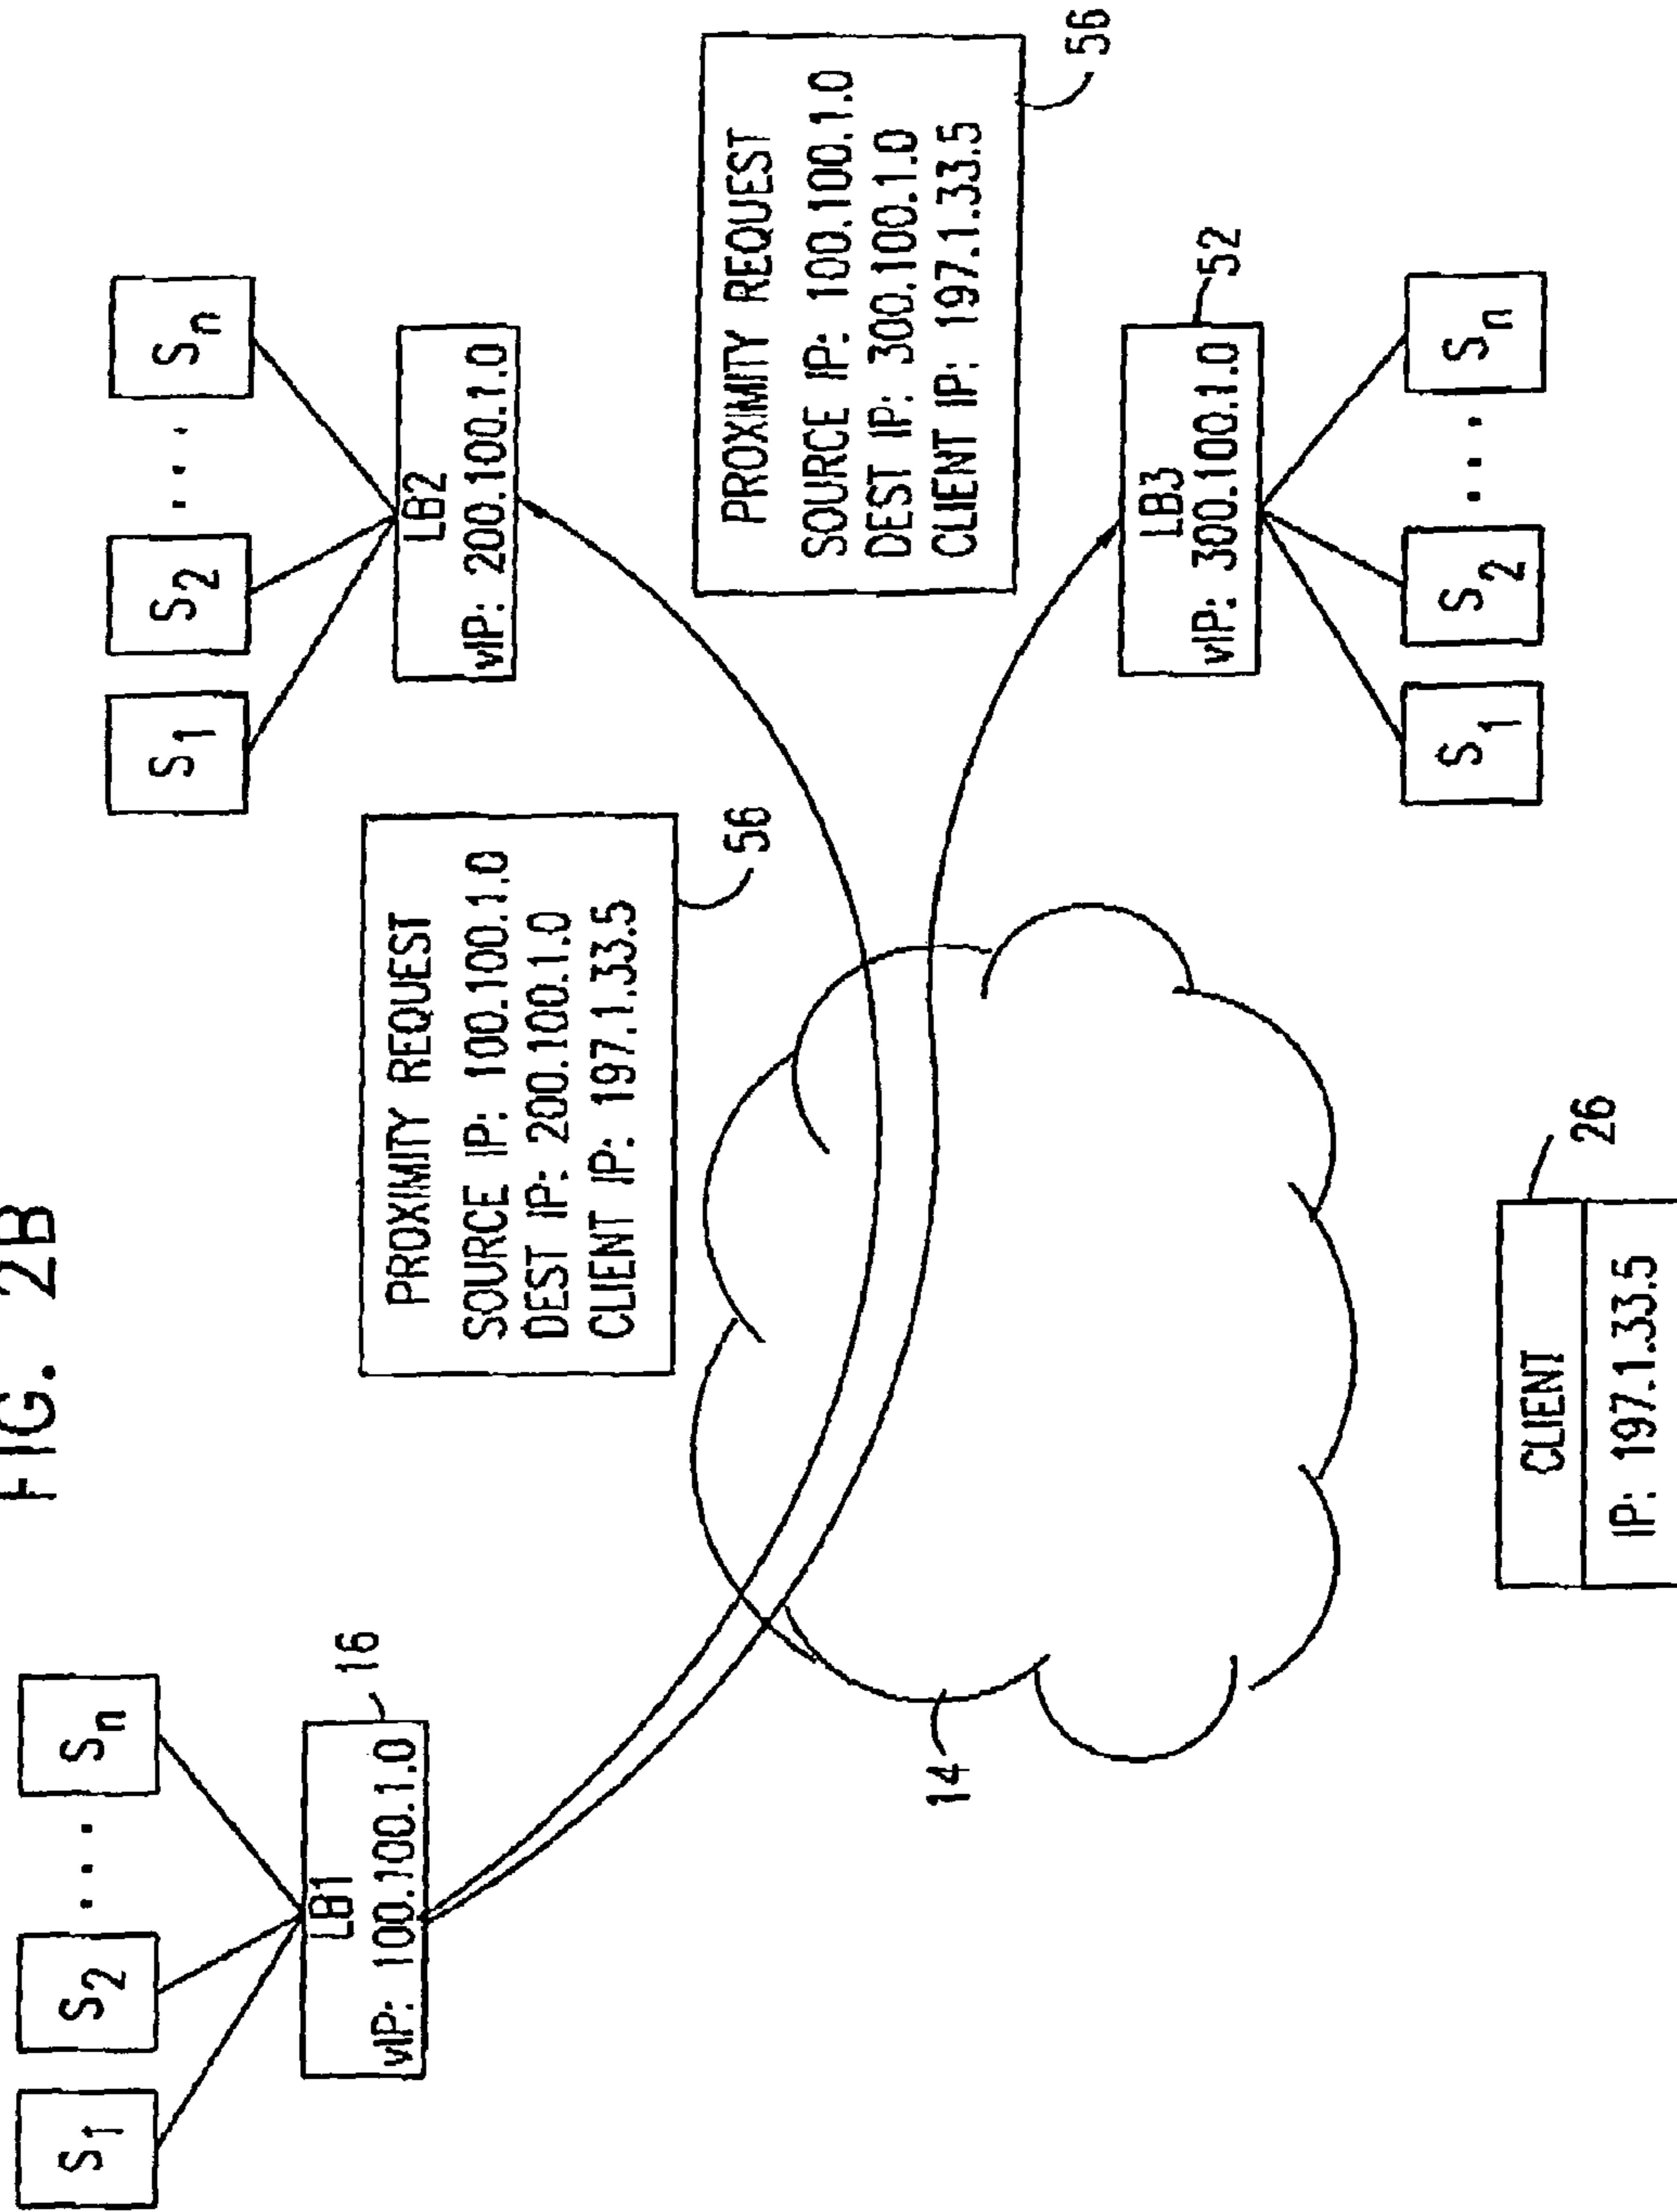 FIG. 2B
S1
S2
...
Sn
LB1
vIP: 100.100.1.0
16
S1
S2
...
Sn
LB2
vIP: 200.100.1.0
PROXIMITY REQUEST
SOURCE IP: 100.100.1.0
DEST IP: 200.100.1.0
CLIENT IP: 197.1.33.5
56
PROXIMITY REQUEST
SOURCE IP: 100.100.1.0
DEST IP: 300.100.1.0
CLIENT IP: 197.1.33.5
56
14
LB3
vIP: 300.100.1.0
52
S1
S2
...
Sn
CLIENT
IP: 197.1.33.5
26